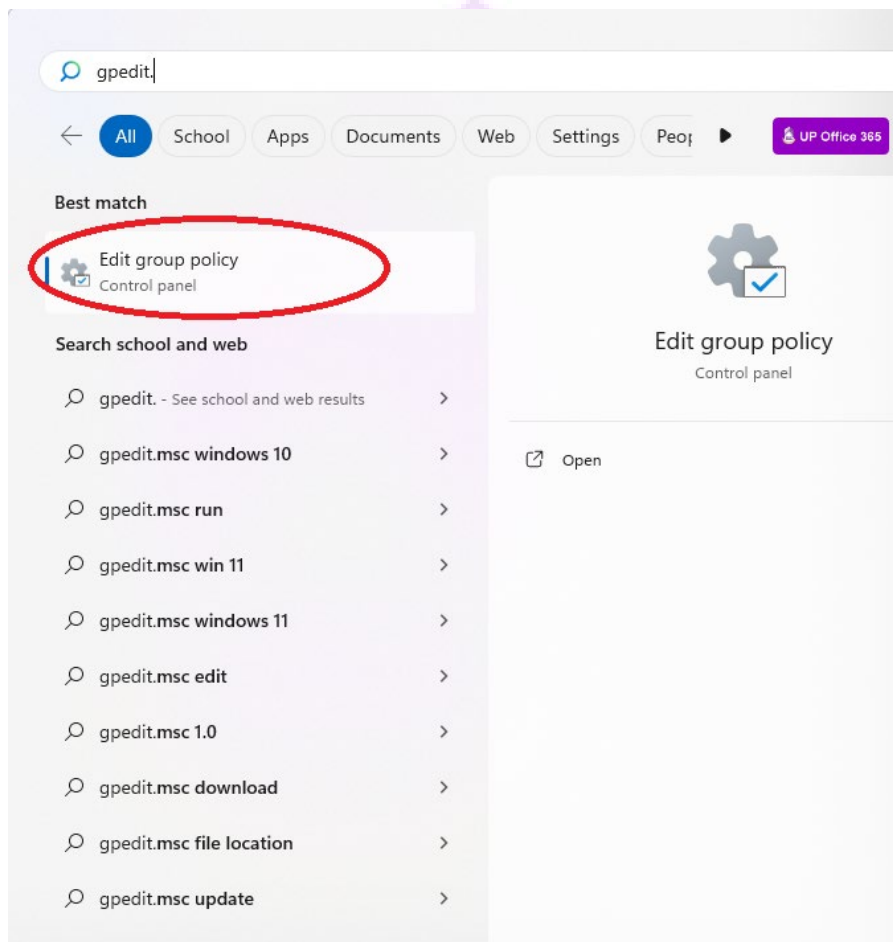 gpedit.
All School Apps Documents Web Settings Peop UP Office 365
Best match
Edit group policy
Control panel
Search school and web
gpedit. - See school and web results
gpedit.msc windows 10
gpedit.msc run
gpedit.msc win 11
gpedit.msc windows 11
gpedit.msc edit
gpedit.msc 1.0
gpedit.msc download
gpedit.msc file location
gpedit.msc update
Edit group policy
Control panel
Open